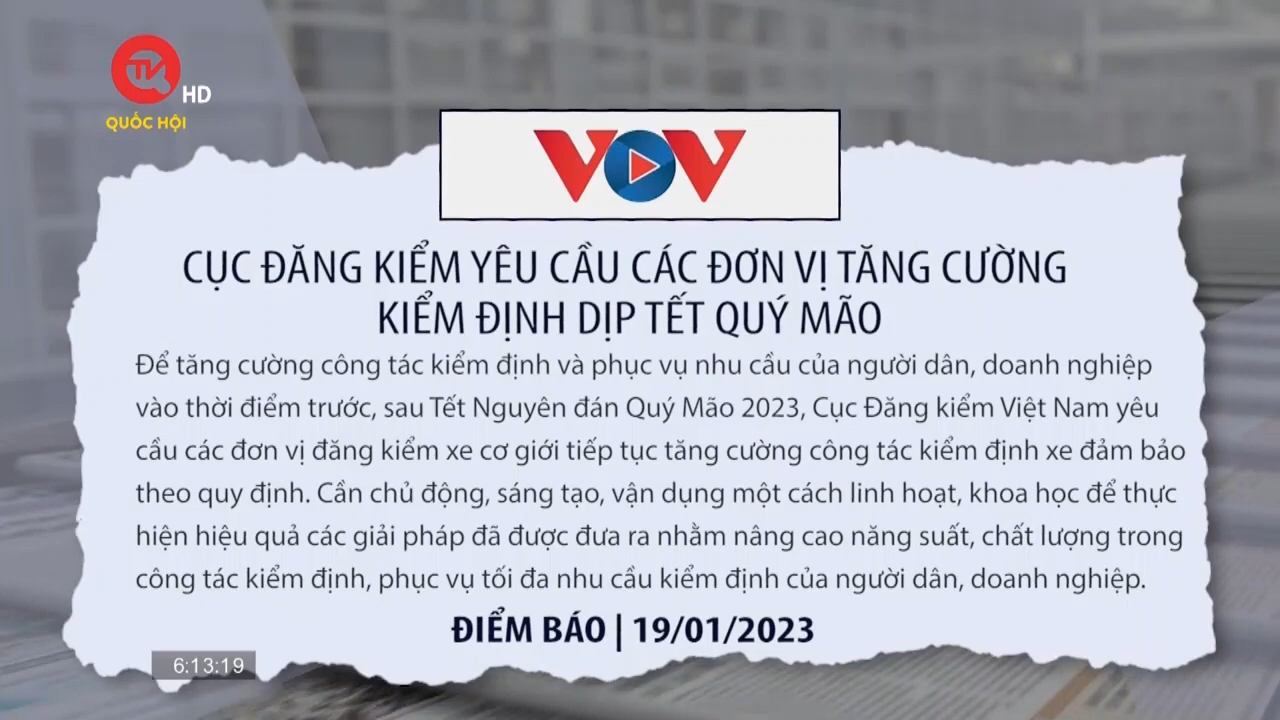 TV
HD
QUỐC HỘI
VOV
CỤC ĐĂNG KIỂM YÊU CẦU CÁC ĐƠN VỊ TĂNG CƯỜNG
KIỂM ĐỊNH DỊP TẾT QUÝ MÃO
Để tăng cường công tác kiểm định và phục vụ nhu cầu của người dân, doanh nghiệp
vào thời điểm trước, sau Tết Nguyên đán Quý Mão 2023, Cục Đăng kiểm Việt Nam yêu
cầu các đơn vị đăng kiểm xe cơ giới tiếp tục tăng cường công tác kiểm định xe đảm bảo
theo quy định. Cần chủ động, sáng tạo, vận dụng một cách linh hoạt, khoa học để thực
hiện hiệu quả các giải pháp đã được đưa ra nhằm nâng cao năng suất, chất lượng trong
công tác kiểm định, phục vụ tối đa nhu cầu kiểm định của người dân, doanh nghiệp.
ĐIỂM BÁO | 19/01/2023
6:13:19